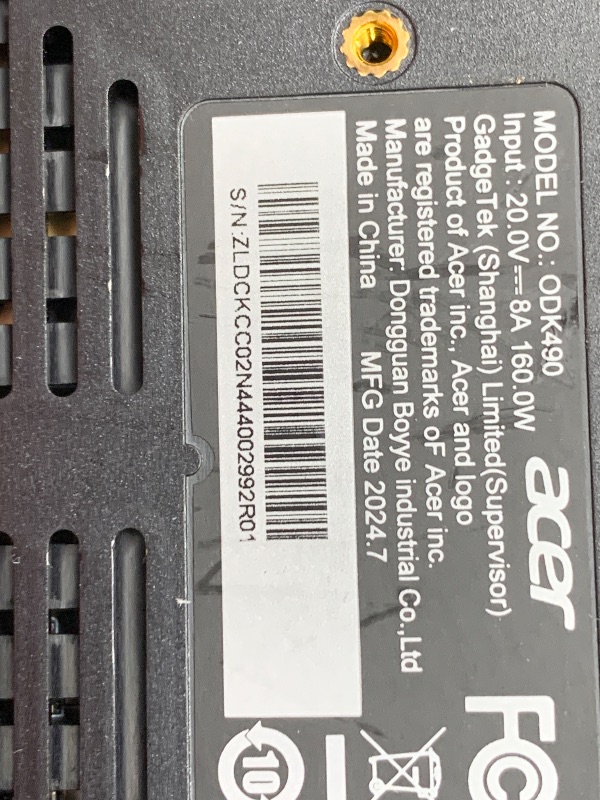 MODEL NO.: ODK490
acer
Input : 20.0V⎓8A 160.0W
GadgeTek (Shanghai) Limited(Supervisor)
Product of Acer inc., Acer and logo
are registered trademarks oF Acer inc.
Manufacturer: Dongguan Boyye industrial Co.,Ltd
Made in China MFG Date 2024.7
S/N:ZLDCKCC02N444002992R01
FC
10